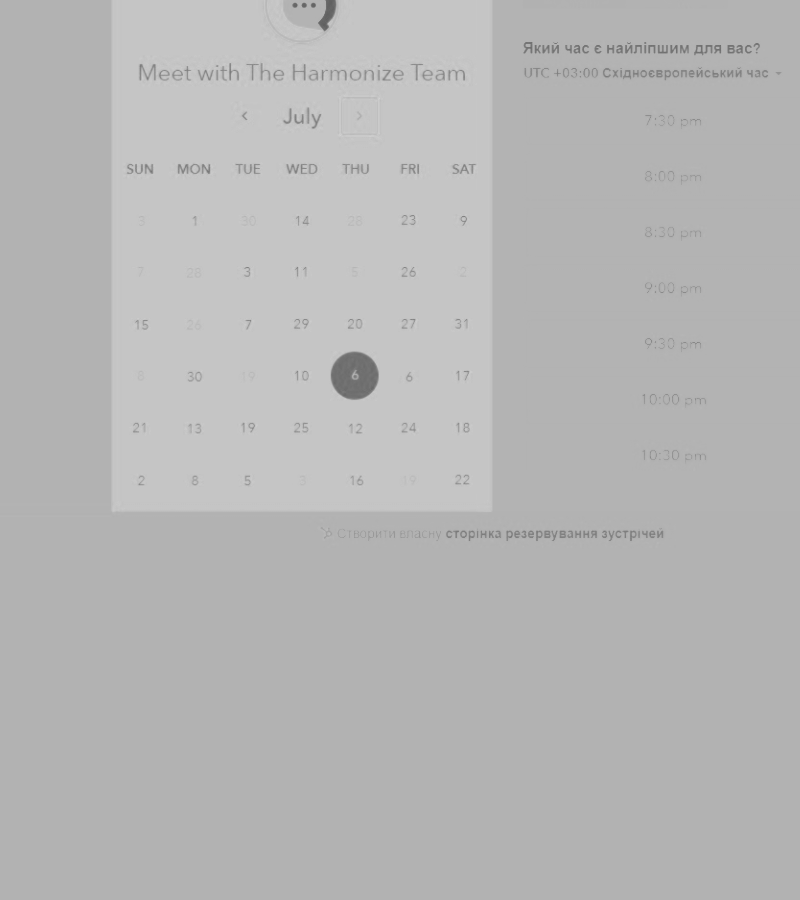 Meet with The Harmonize Team
July
SUN MON TUE WED THU FRI SAT
3 1 30 14 28 23 9
7 28 3 11 5 26 2
15 26 7 29 20 27 31
8 30 19 10 6 6 17
21 13 19 25 12 24 18
2 8 5 3 16 19 22
Який час є найліпшим для вас?
UTC +03:00 Східноєвропейський час
7:30 pm
8:00 pm
8:30 pm
9:00 pm
9:30 pm
10:00 pm
10:30 pm
Створити власну сторінка резервування зустрічей